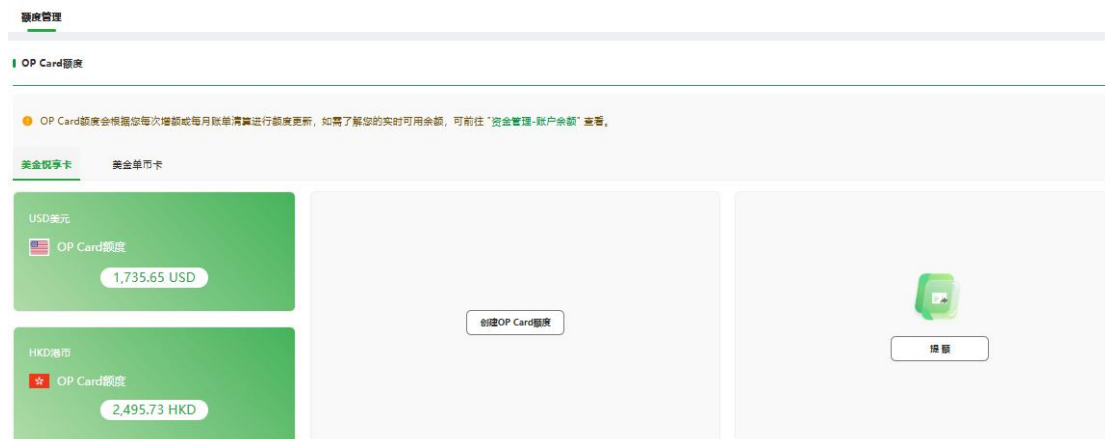 额度管理
OP Card额度
OP Card额度会根据您每次增额或每月账单清算进行额度更新，如需了解您的实时可用余额，可前往 "资金管理-账户余额" 查看。
美金悦享卡
美金单币卡
USD美元
OP Card额度
1,735.65 USD
创建OP Card额度
提 额
HKD港币
OP Card额度
2,495.73 HKD